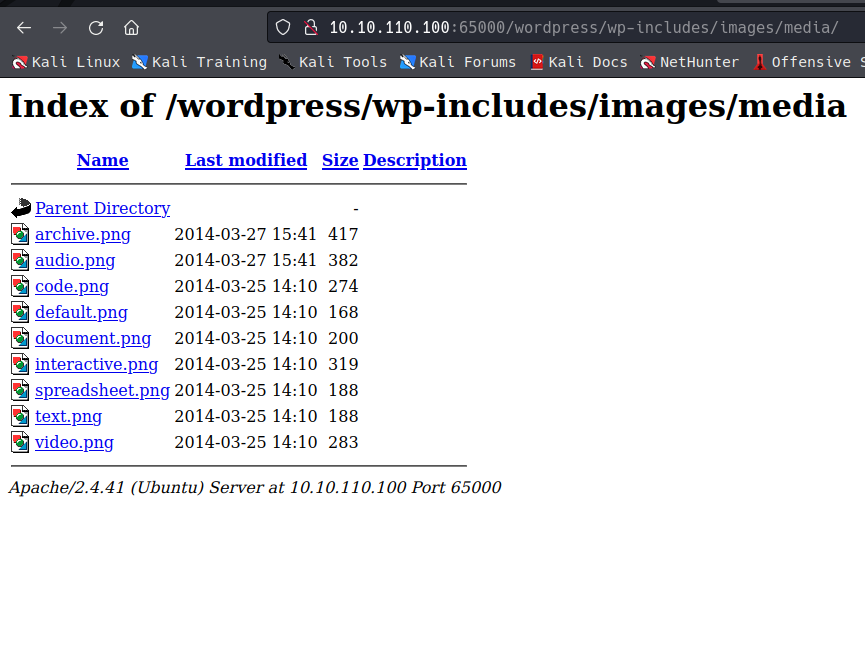 10.10.110.100:65000/wordpress/wp-includes/images/media/
Kali Linux Kali Training Kali Tools Kali Forums Kali Docs NetHunter Offensive S
Index of /wordpress/wp-includes/images/media
Name Last modified Size Description
Parent Directory -
archive.png 2014-03-27 15:41 417
audio.png 2014-03-27 15:41 382
code.png 2014-03-25 14:10 274
default.png 2014-03-25 14:10 168
document.png 2014-03-25 14:10 200
interactive.png 2014-03-25 14:10 319
spreadsheet.png 2014-03-25 14:10 188
text.png 2014-03-25 14:10 188
video.png 2014-03-25 14:10 283
Apache/2.4.41 (Ubuntu) Server at 10.10.110.100 Port 65000